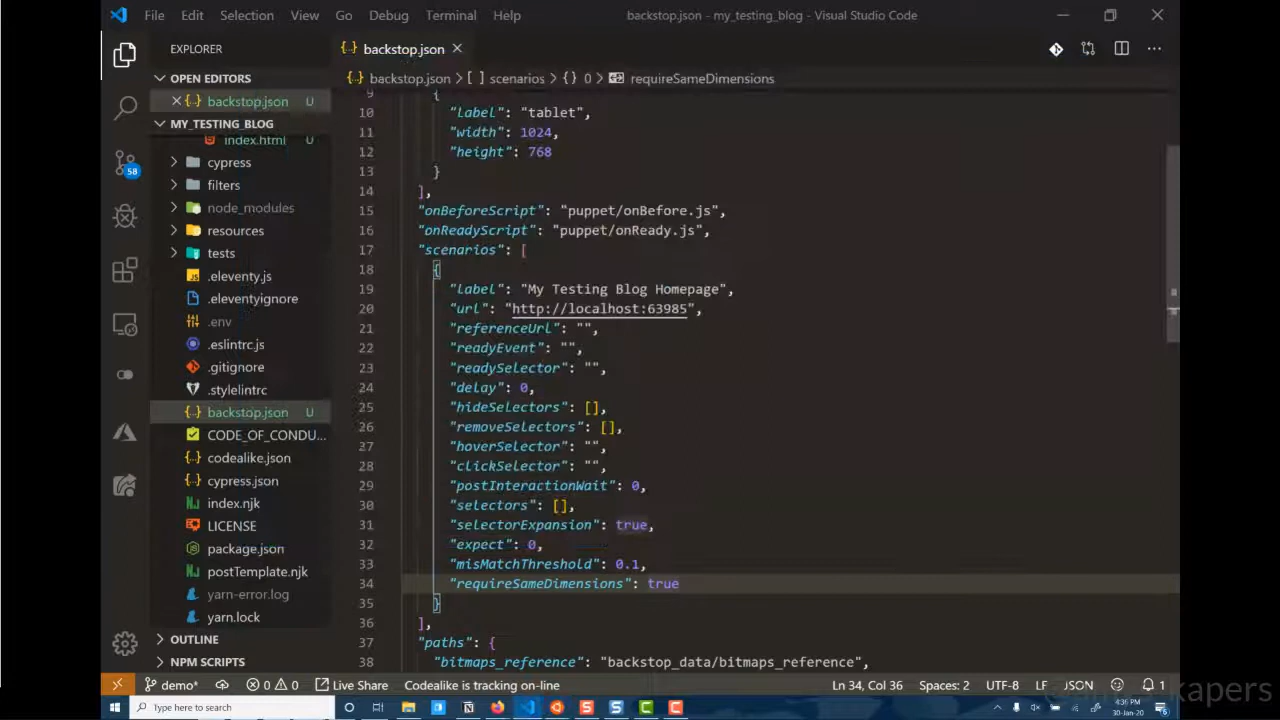 File Edit Selection View Go Debug Terminal Help
backstop.json - my_testing_blog - Visual Studio Code
EXPLORER
OPEN EDITORS
backstop.json U
MY_TESTING_BLOG
index.html U
cypress
filters
node_modules
resources
tests
.eleventy.js
.eleventyignore
.env
.eslintrc.js
.gitignore
.stylelintrc
backstop.json U
CODE_OF_CONDU...
codealike.json
cypress.json
index.njk
LICENSE
package.json
postTemplate.njk
yarn-error.log
yarn.lock
OUTLINE
NPM SCRIPTS
58
backstop.json
backstop.json > [ ] scenarios > {} 0 > requireSameDimensions
9 {
10 "label": "tablet",
11 "width": 1024,
12 "height": 768
13 }
14 ],
15 "onBeforeScript": "puppet/onBefore.js",
16 "onReadyScript": "puppet/onReady.js",
17 "scenarios": [
18 {
19 "label": "My Testing Blog Homepage",
20 "url": "http://localhost:63985",
21 "referenceUrl": "",
22 "readyEvent": "",
23 "readySelector": "",
24 "delay": 0,
25 "hideSelectors": [],
26 "removeSelectors": [],
27 "hoverSelector": "",
28 "clickSelector": "",
29 "postInteractionWait": 0,
30 "selectors": [],
31 "selectorExpansion": true,
32 "expect": 0,
33 "misMatchThreshold": 0.1,
34 "requireSameDimensions": true
35 }
36 ],
37 "paths": {
38 "bitmaps_reference": "backstop_data/bitmaps_reference",
demo* 0 0 Live Share Codealike is tracking on-line
Ln 34, Col 36 Spaces: 2 UTF-8 LF JSON 1
Type here to search
30-Jan-20
kapers